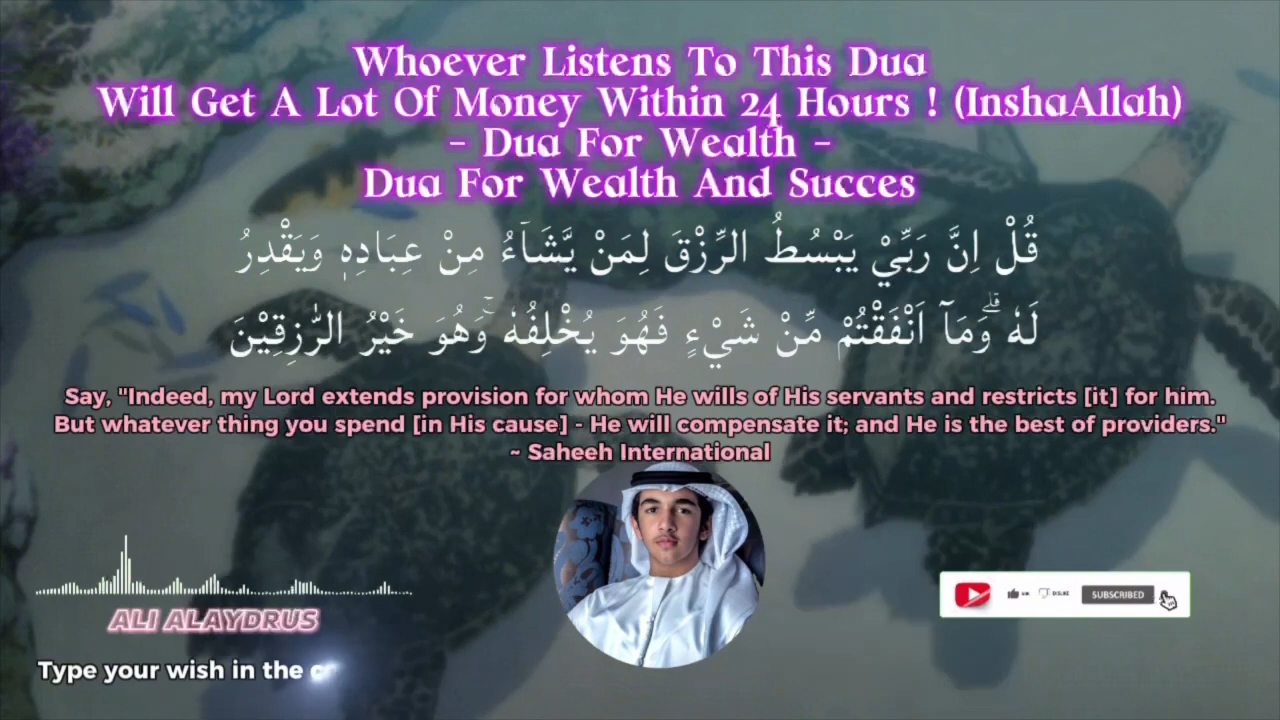 Whoever Listens To This Dua
Will Get A Lot Of Money Within 24 Hours ! (InshaAllah)
- Dua For Wealth -
Dua For Wealth And Succes
قُلْ اِنَّ رَبِّيْ يَبْسُطُ الرِّزْقَ لِمَنْ يَّشَاۤءُ مِنْ عِبَادِهٖ وَيَقْدِرُ
لَهٗ ۗوَمَآ اَنْفَقْتُمْ مِّنْ شَيْءٍ فَهُوَ يُخْلِفُهٗ ۚوَهُوَ خَيْرُ الرّٰزِقِيْنَ
Say, "Indeed, my Lord extends provision for whom He wills of His servants and restricts [it] for him.
But whatever thing you spend [in His cause] - He will compensate it; and He is the best of providers."
~ Saheeh International
SUBSCRIBED
ALI ALAYDRUS
Type your wish in the